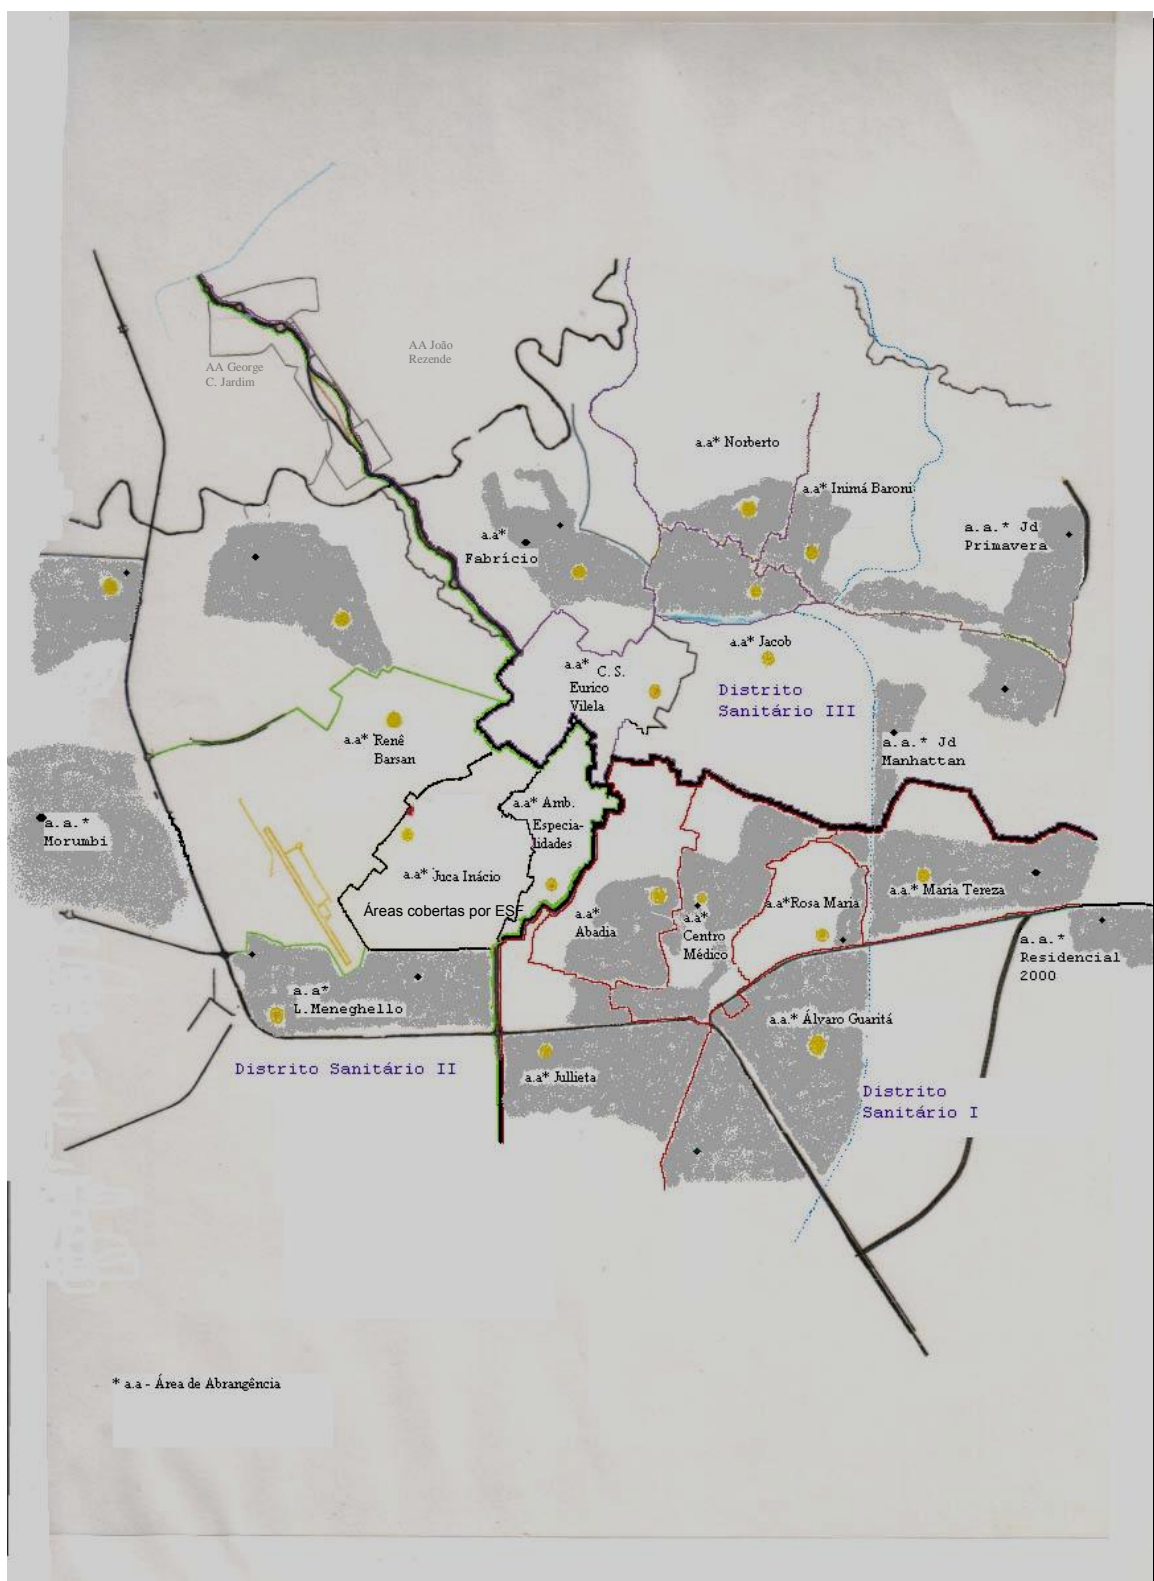 AA João
Rezende
AA George
C. Jardim
a.a* Norberto
a.a* Inimá Baroni
a.a*
Fabrício
a.a.* Jd
Primavera
a.a* Jacob
a.a* C.S.
Eurico
Vilela
Distrito
Sanitário III
a.a* Renê
Barsan
a.a.* Jd
Manhattan
a.a.*
Morumbi
a.a* Amb.
Especia-
lidades
a.a* Juca Inácio
Áreas cobertas por ESF
a.a*
Abadia
a.a*
Centro
Médico
a.a*Rosa Maria
a.a* Maria Tereza
a.a.*
Residencial
2000
a.a*
L.Meneghello
a.a.* Álvaro Guaritá
Distrito Sanitário II
a.a* Jullieta
Distrito
Sanitário I
* a.a - Área de Abrangência